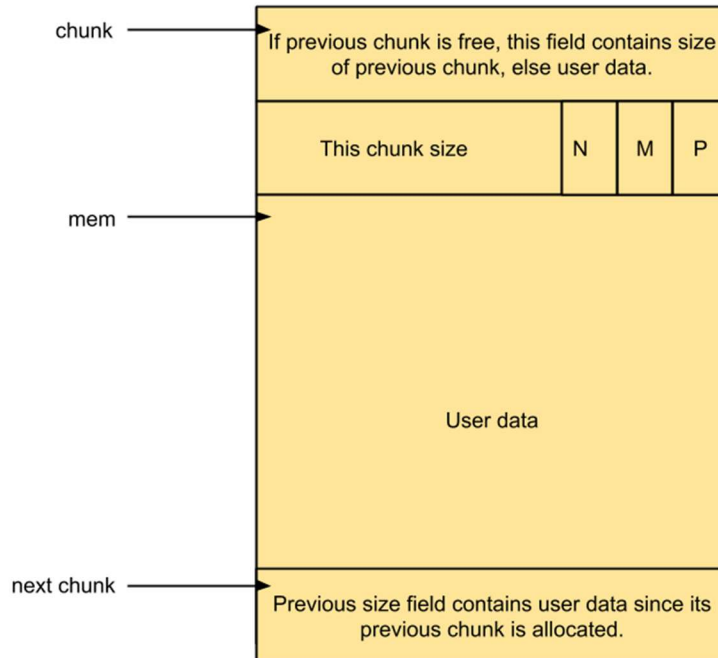 chunk
If previous chunk is free, this field contains size
of previous chunk, else user data.
This chunk size
N
M
P
mem
User data
next chunk
Previous size field contains user data since its
previous chunk is allocated.